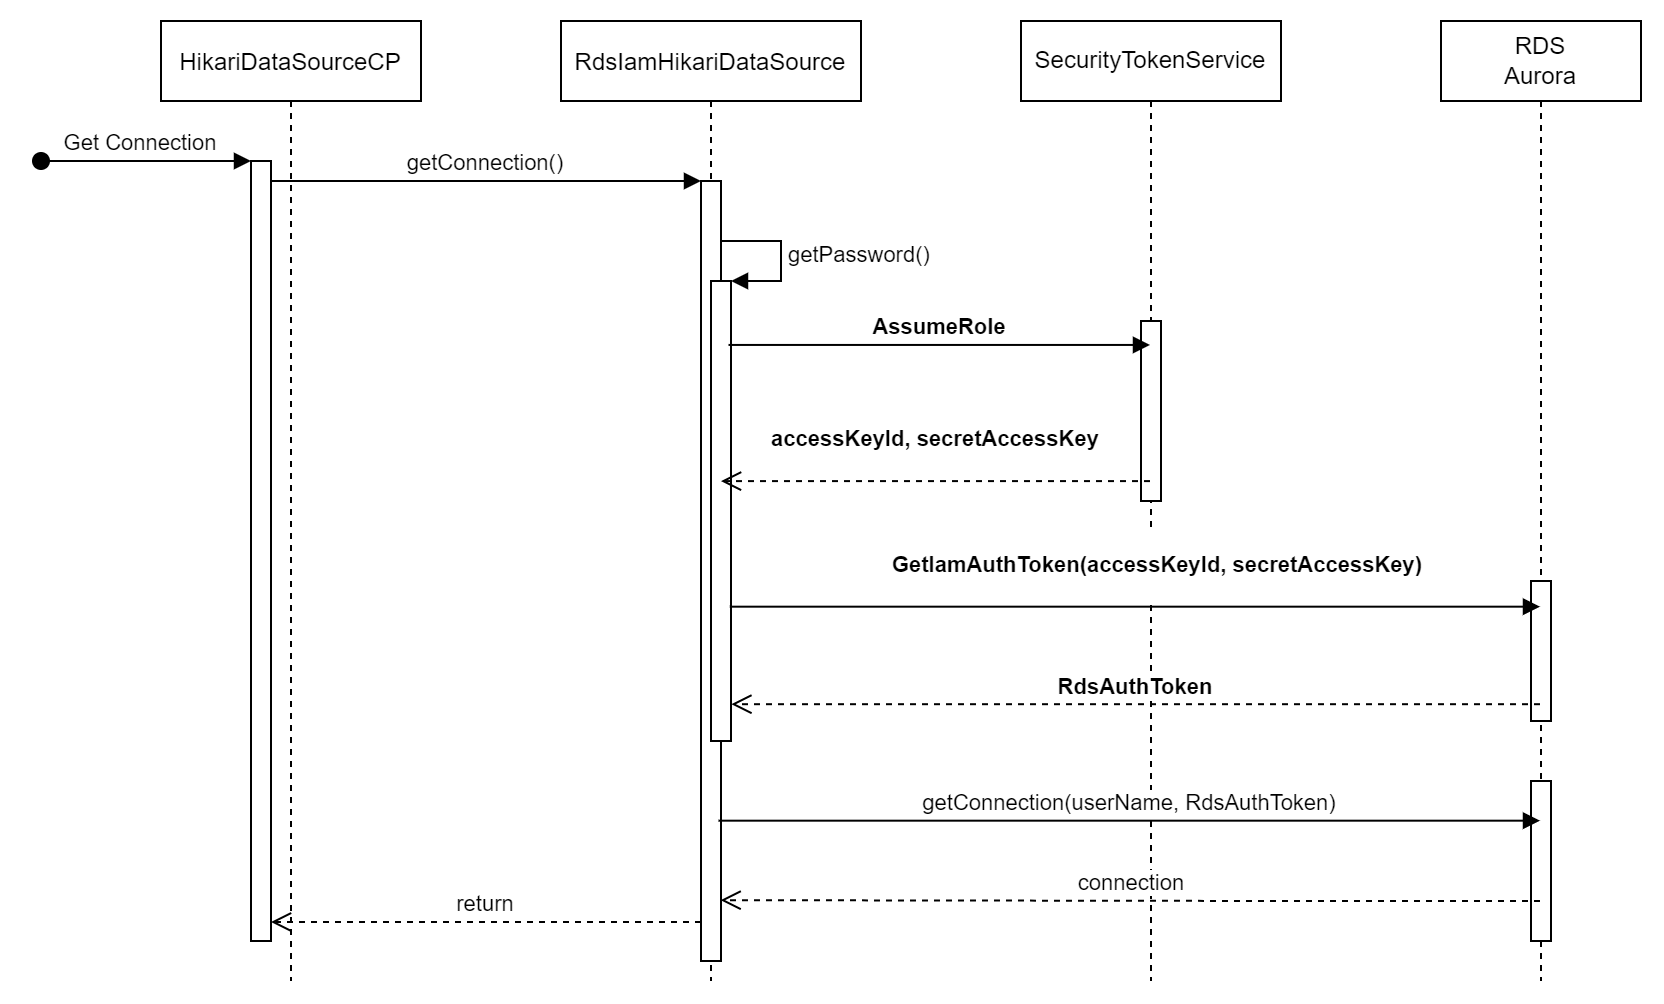 HikariDataSourceCP
RdsIamHikariDataSource
SecurityTokenService
RDS
Aurora
Get Connection
getConnection()
getPassword()
AssumeRole
accessKeyId, secretAccessKey
GetIamAuthToken(accessKeyId, secretAccessKey)
RdsAuthToken
getConnection(userName, RdsAuthToken)
connection
return